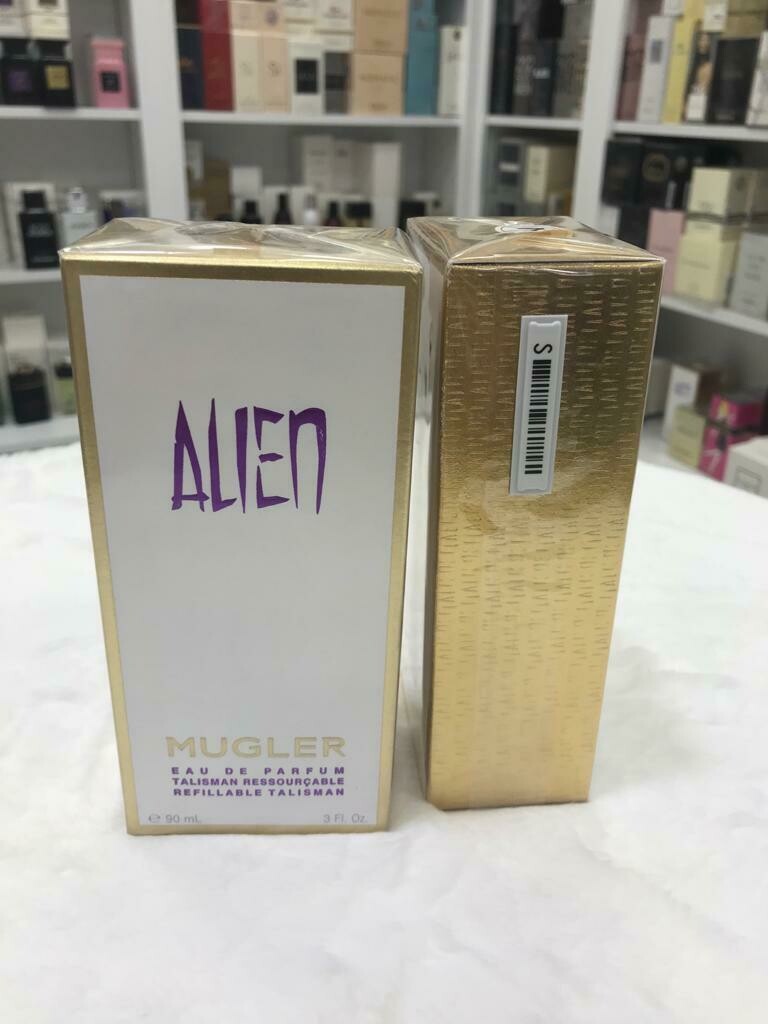 ALIEN
MUGLER
EAU DE PARFUM
TALISMAN RESSOURÇABLE
REFILLABLE TALISMAN
℮ 90 mL
3 Fl. Oz.
S